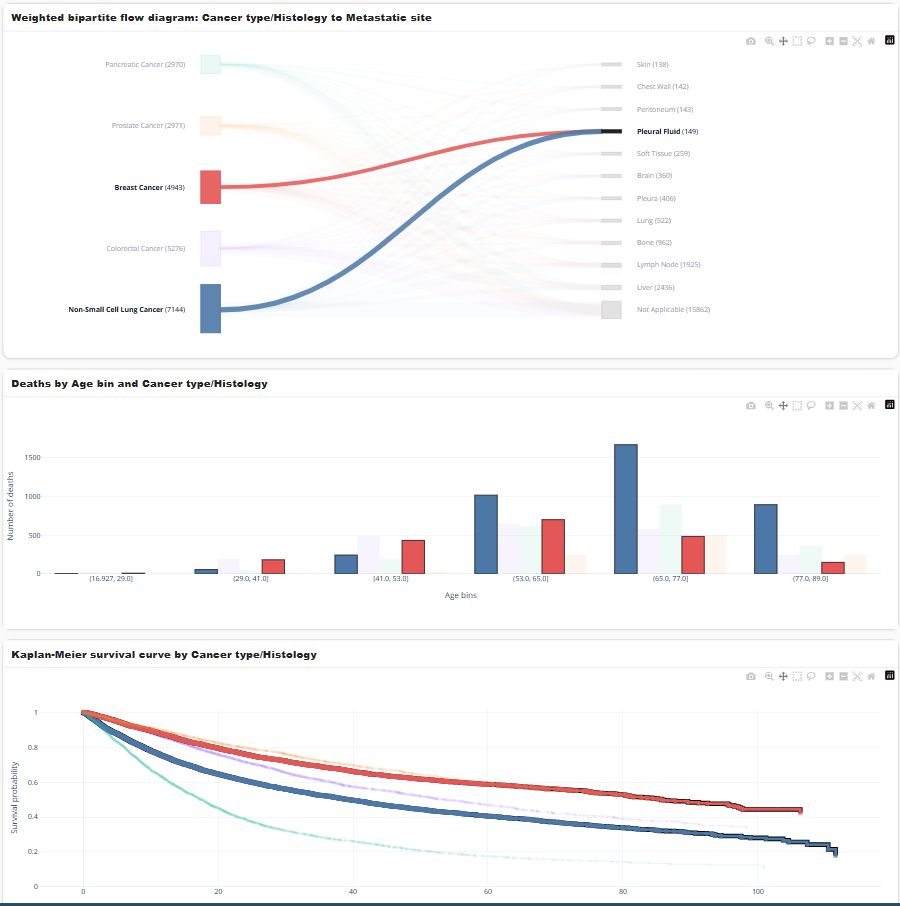 Weighted bipartite flow diagram: Cancer type/Histology to Metastatic site
Pancreatic Cancer (2970)
Prostate Cancer (2971)
Breast Cancer (4943)
Colorectal Cancer (5276)
Non-Small Cell Lung Cancer (7144)
Skin (138)
Chest Wall (142)
Peritoneum (143)
Pleural Fluid (149)
Soft Tissue (259)
Brain (360)
Pleura (406)
Lung (522)
Bone (962)
Lymph Node (1925)
Liver (2436)
Not Applicable (15862)
Deaths by Age bin and Cancer type/Histology
Number of deaths
1500
1000
500
0
(16.927, 29.0]
(29.0, 41.0]
(41.0, 53.0]
(53.0, 65.0]
(65.0, 77.0]
(77.0, 89.0]
Age bins
Kaplan-Meier survival curve by Cancer type/Histology
Survival probability
1
0.8
0.6
0.4
0.2
0
0
20
40
60
80
100